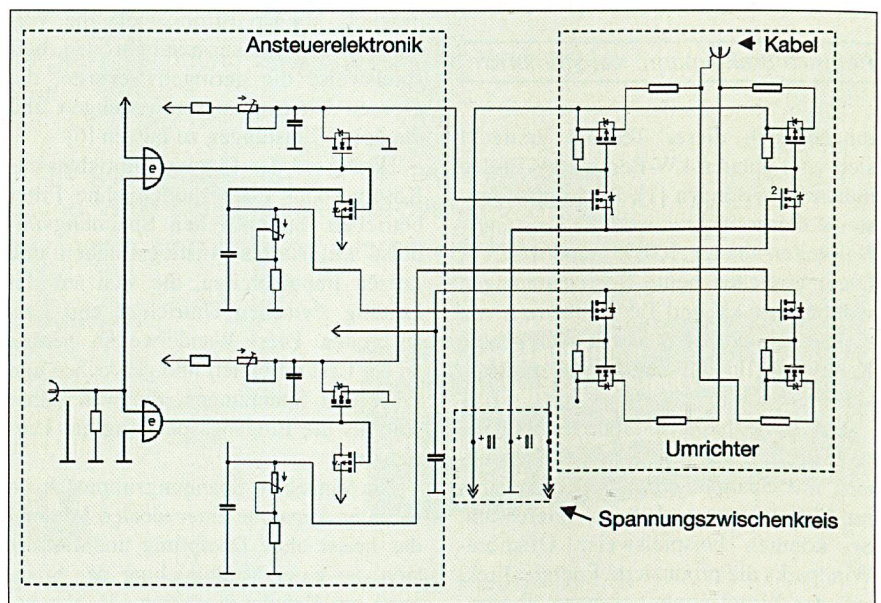 Ansteuerelektronik
Kabel
e
2
e
Umrichter
+
+
Spannungszwischenkreis